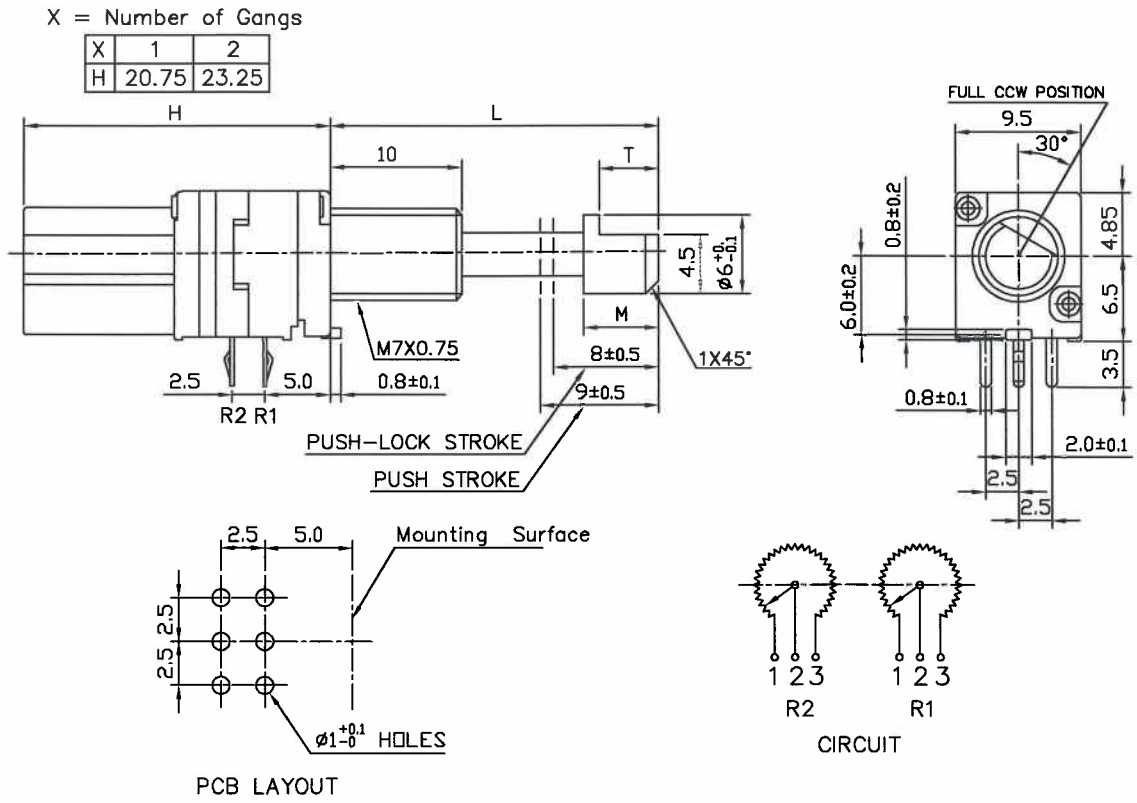 X = Number of Gangs
X 1 2
H 20.75 23.25
H
L
10
T
4.5
ø6+0/-0.1
M
M7X0.75
1X45°
8±0.5
9±0.5
2.5
5.0
0.8±0.1
R2 R1
PUSH-LOCK STROKE
PUSH STROKE
FULL CCW POSITION
9.5
30°
0.8±0.2
6.0±0.2
4.85
6.5
3.5
0.8±0.1
2.0±0.1
2.5
2.5
2.5
5.0
Mounting Surface
2.5
2.5
ø1+0.1/-0 HOLES
PCB LAYOUT
1 2 3
R2
1 2 3
R1
CIRCUIT